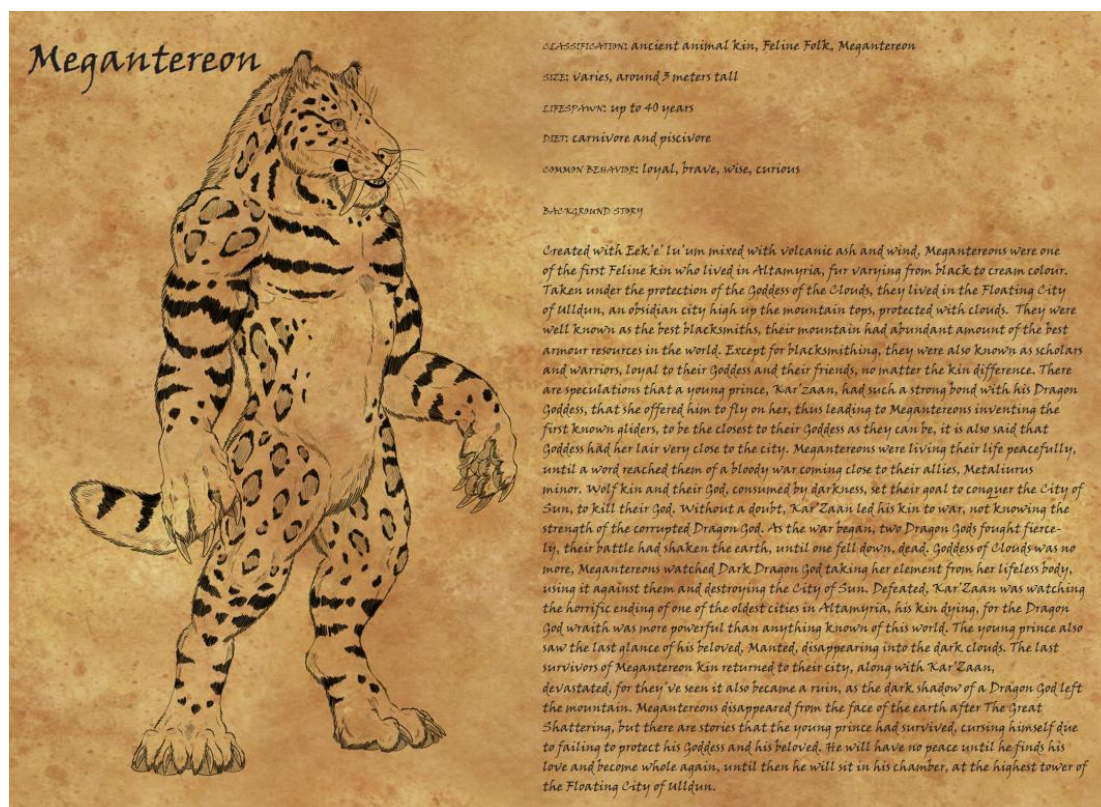 Megantereon
CLASSIFICATION: ancient animal kin, Feline Folk, Megantereon
SIZE: varies, around 3 meters tall
LIFESPAWN: up to 40 years
DIET: carnivore and piscivore
COMMON BEHAVIOR: loyal, brave, wise, curious
BACKGROUND STORY
Created with Eek'e' lu'um mixed with volcanic ash and wind, Megantereons were one
of the first Feline kin who lived in Altamyria, fur varying from black to cream colour.
Taken under the protection of the Goddess of the Clouds, they lived in the Floating City
of Ulldun, an obsidian city high up the mountain tops, protected with clouds. They were
well known as the best blacksmiths, their mountain had abundant amount of the best
armour resources in the world. Except for blacksmithing, they were also known as scholars
and warriors, loyal to their Goddess and their friends, no matter the kin difference. There
are speculations that a young prince, Kar'zaan, had such a strong bond with his Dragon
Goddess, that she offered him to fly on her, thus leading to Megantereons inventing the
first known gliders, to be the closest to their Goddess as they can be, it is also said that
Goddess had her lair very close to the city. Megantereons were living their life peacefully,
until a word reached them of a bloody war coming close to their allies, Metaliurus
minor. Wolf kin and their God, consumed by darkness, set their goal to conquer the City of
Sun, to kill their God. Without a doubt, Kar'Zaan led his kin to war, not knowing the
strength of the corrupted Dragon God. As the war began, two Dragon Gods fought fierce-
ly, their battle had shaken the earth, until one fell down, dead. Goddess of Clouds was no
more, Megantereons watched Dark Dragon God taking her element from her lifeless body,
using it against them and destroying the City of Sun. Defeated, Kar'Zaan was watching
the horrific ending of one of the oldest cities in Altamyria, his kin dying, for the Dragon
God wraith was more powerful than anything known of this world. The young prince also
saw the last glance of his beloved, Manted, disappearing into the dark clouds. The last
survivors of Megantereon kin returned to their city, along with Kar'Zaan,
devastated, for they've seen it also became a ruin, as the dark shadow of a Dragon God left
the mountain. Megantereons disappeared from the face of the earth after The Great
Shattering, but there are stories that the young prince had survived, cursing himself due
to failing to protect his Goddess and his beloved. He will have no peace until he finds his
love and become whole again, until then he will sit in his chamber, at the highest tower of
the Floating City of Ulldun.